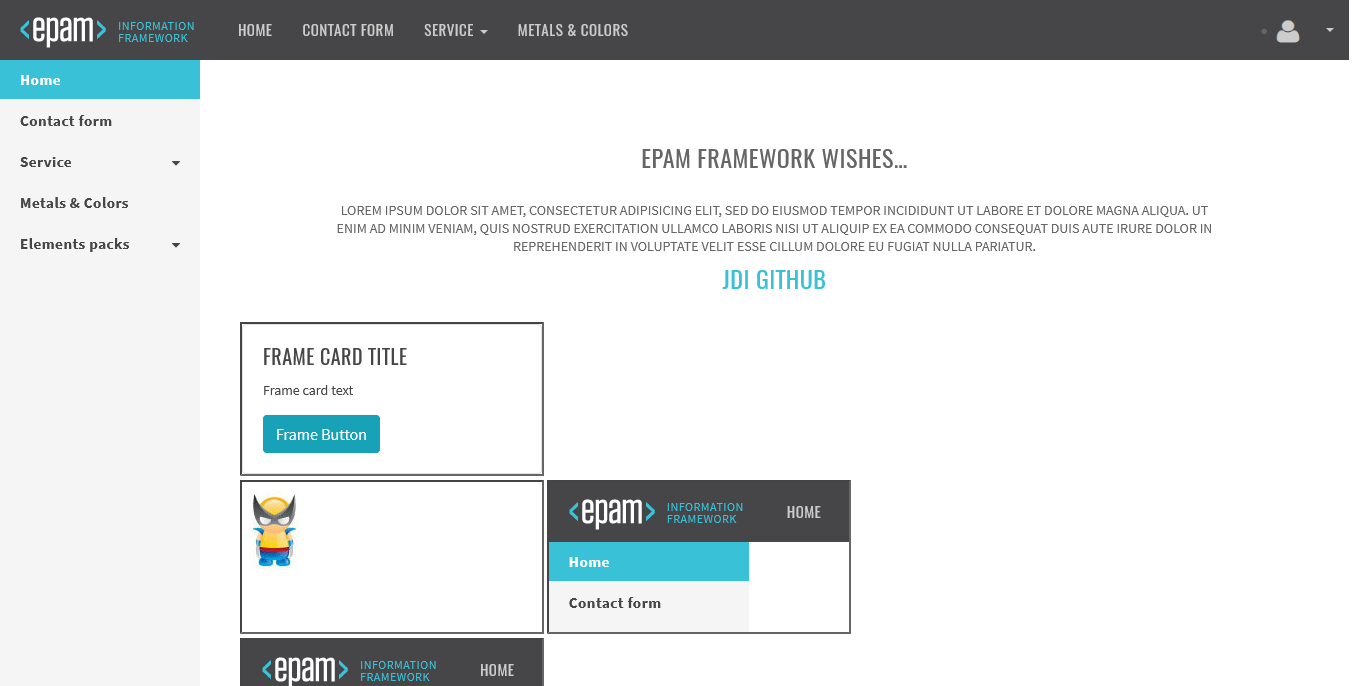 epam INFORMATION FRAMEWORK
HOME
CONTACT FORM
SERVICE
METALS & COLORS
Home
Contact form
Service
Metals & Colors
Elements packs
EPAM FRAMEWORK WISHES…
LOREM IPSUM DOLOR SIT AMET, CONSECTETUR ADIPISICING ELIT, SED DO EIUSMOD TEMPOR INCIDIDUNT UT LABORE ET DOLORE MAGNA ALIQUA. UT
ENIM AD MINIM VENIAM, QUIS NOSTRUD EXERCITATION ULLAMCO LABORIS NISI UT ALIQUIP EX EA COMMODO CONSEQUAT DUIS AUTE IRURE DOLOR IN
REPREHENDERIT IN VOLUPTATE VELIT ESSE CILLUM DOLORE EU FUGIAT NULLA PARIATUR.
JDI GITHUB
FRAME CARD TITLE
Frame card text
Frame Button
epam INFORMATION FRAMEWORK
HOME
Home
Contact form
epam INFORMATION FRAMEWORK
HOME